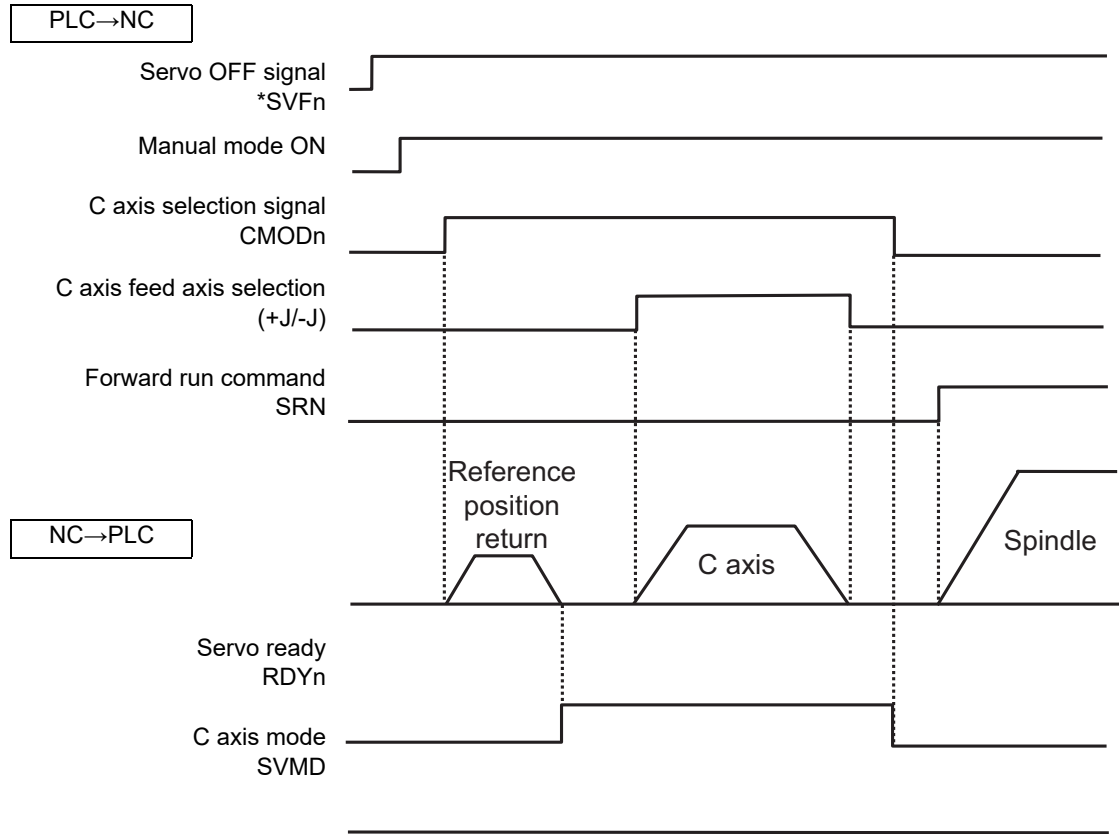 PLC→NC
Servo OFF signal
*SVFn
Manual mode ON
C axis selection signal
CMODn
C axis feed axis selection
(+J/-J)
Forward run command
SRN
Reference
position
return
NC→PLC
C axis
Spindle
Servo ready
RDYn
C axis mode
SVMD